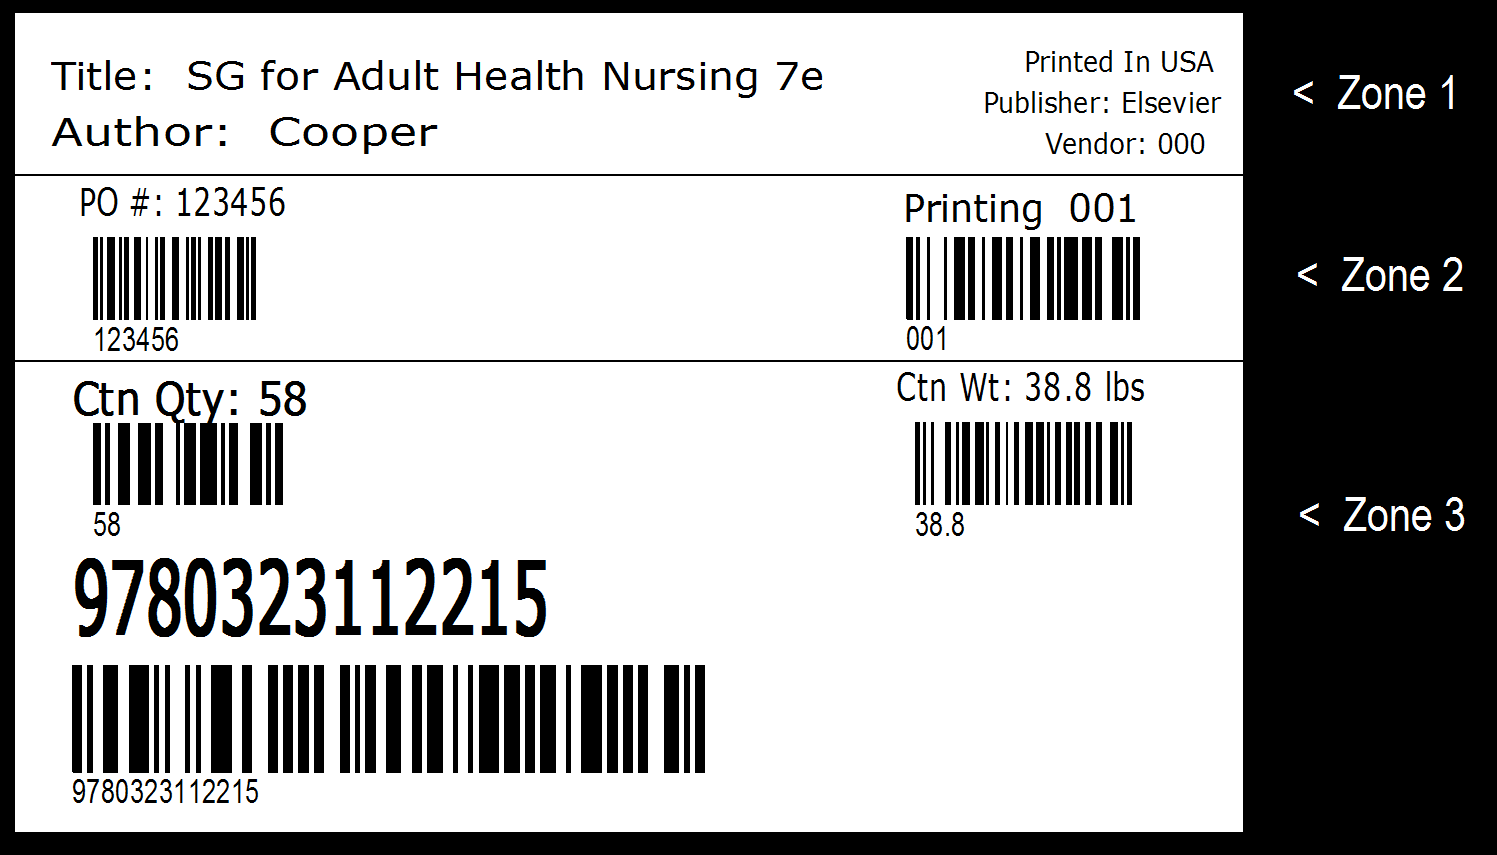 Title: SG for Adult Health Nursing 7e
Author: Cooper
Printed In USA
Publisher: Elsevier
Vendor: 000
< Zone 1
PO #: 123456
123456
Printing 001
001
< Zone 2
Ctn Qty: 58
58
Ctn Wt: 38.8 lbs
38.8
< Zone 3
9780323112215
9780323112215